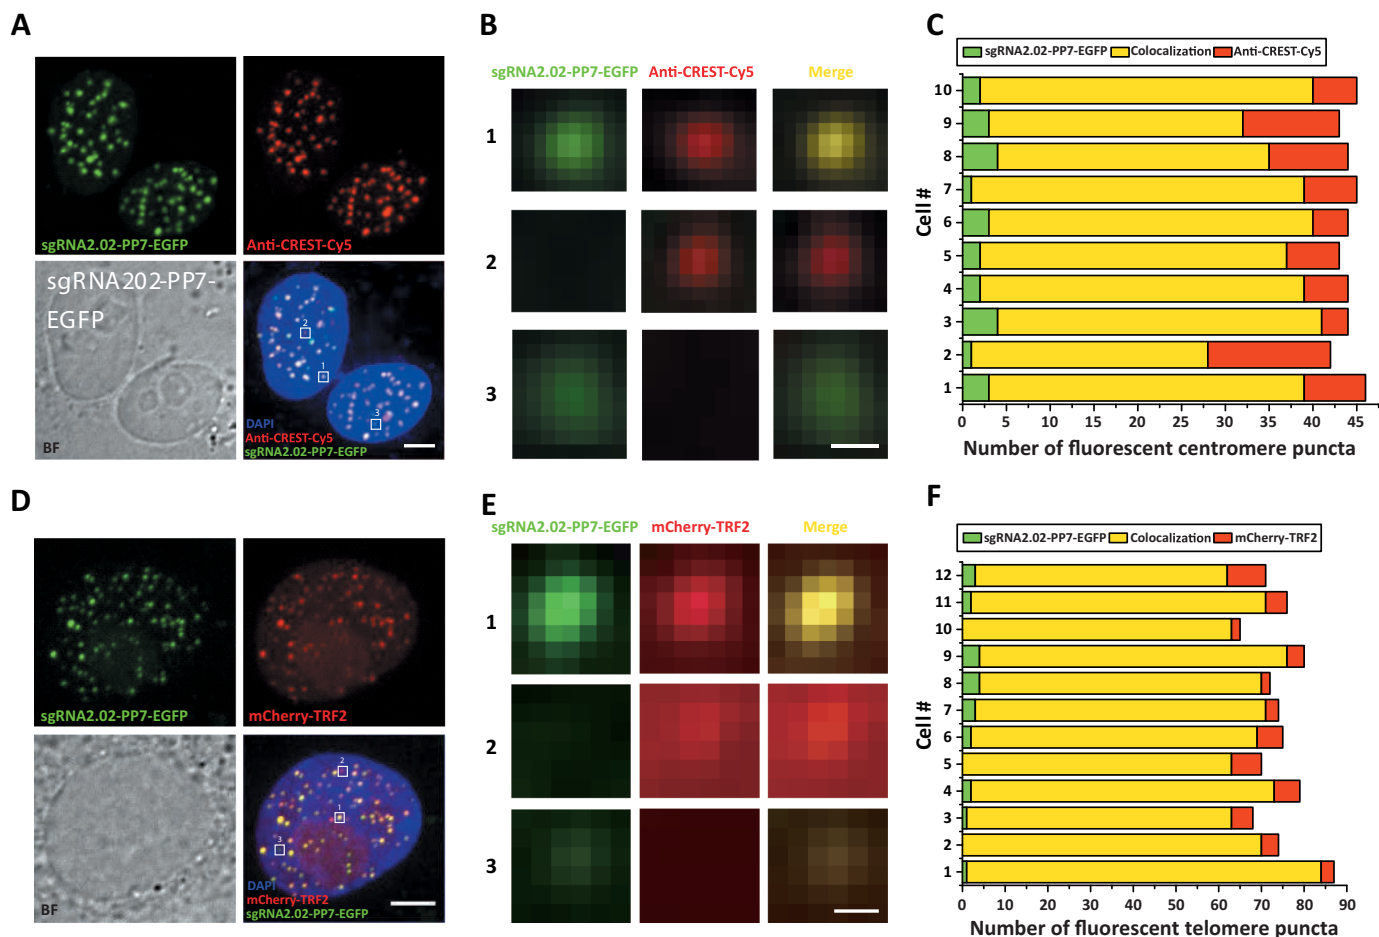 A
sgRNA2.02-PP7-EGFP
Anti-CREST-Cy5
sgRNA202-PP7-
EGFP
BF
2
1
3
DAPI
Anti-CREST-Cy5
sgRNA2.02-PP7-EGFP
B
sgRNA2.02-PP7-EGFP Anti-CREST-Cy5 Merge
1
2
3
C
sgRNA2.02-PP7-EGFP Colocalization Anti-CREST-Cy5
Cell #
10
9
8
7
6
5
4
3
2
1
0 5 10 15 20 25 30 35 40 45
Number of fluorescent centromere puncta
D
sgRNA2.02-PP7-EGFP
mCherry-TRF2
BF
2
1
3
DAPI
mCherry-TRF2
sgRNA2.02-PP7-EGFP
E
sgRNA2.02-PP7-EGFP mCherry-TRF2 Merge
1
2
3
F
sgRNA2.02-PP7-EGFP Colocalization mCherry-TRF2
Cell #
12
11
10
9
8
7
6
5
4
3
2
1
0 10 20 30 40 50 60 70 80 90
Number of fluorescent telomere puncta